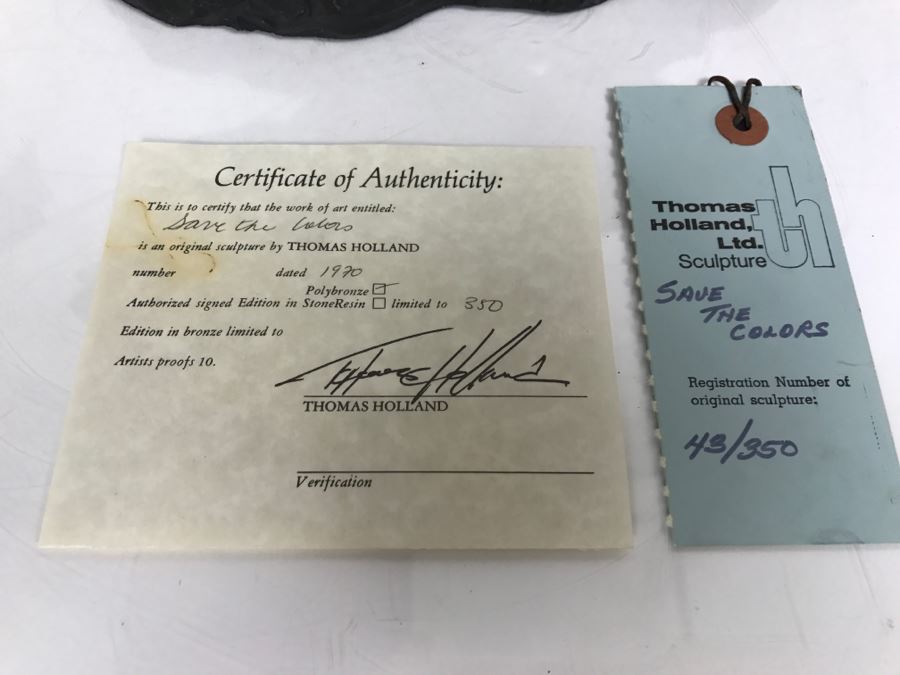 Certificate of Authenticity:
This is to certify that the work of art entitled:
Save the Colors
is an original sculpture by THOMAS HOLLAND
number dated 1970
Polybronze
Authorized signed Edition in StoneResin limited to 350
Edition in bronze limited to
Artists proofs 10.
Thomas Holland
THOMAS HOLLAND
Verification
Thomas
Holland,
Ltd.
Sculpture
th
SAVE
THE
COLORS
Registration Number of
original sculpture:
43/350